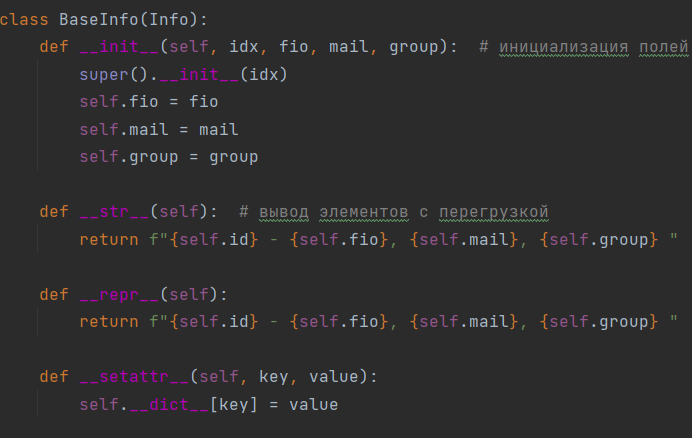 class BaseInfo(Info):
    def __init__(self, idx, fio, mail, group):  # инициализация полей
        super().__init__(idx)
        self.fio = fio
        self.mail = mail
        self.group = group
    def __str__(self):  # вывод элементов с перегрузкой
        return f"{self.id} - {self.fio}, {self.mail}, {self.group} "
    def __repr__(self):
        return f"{self.id} - {self.fio}, {self.mail}, {self.group} "
    def __setattr__(self, key, value):
        self.__dict__[key] = value